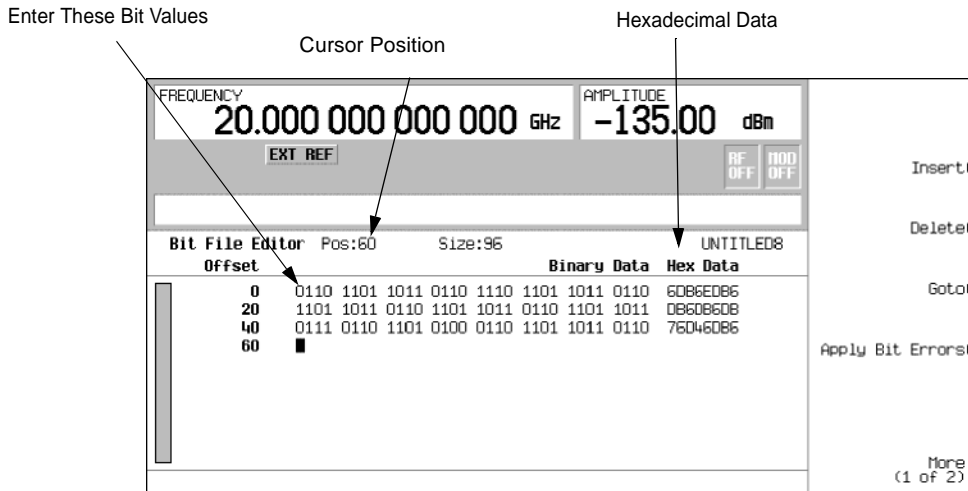 Enter These Bit Values
Cursor Position
Hexadecimal Data
FREQUENCY
20.000 000 000 000 GHz
AMPLITUDE
-135.00 dBm
EXT REF
RF OFF
MOD OFF
Insert
Delete
Goto
Apply Bit Errors
More
(1 of 2)
Bit File Editor Pos:60 Size:96 UNTITLED8
Offset Binary Data Hex Data
0 0110 1101 1011 0110 1110 1101 1011 0110 6DB6EDB6
20 1101 1011 0110 1101 1011 0110 1101 1011 DB6DB6DB
40 0111 0110 1101 0100 0110 1101 1011 0110 76D46DB6
60